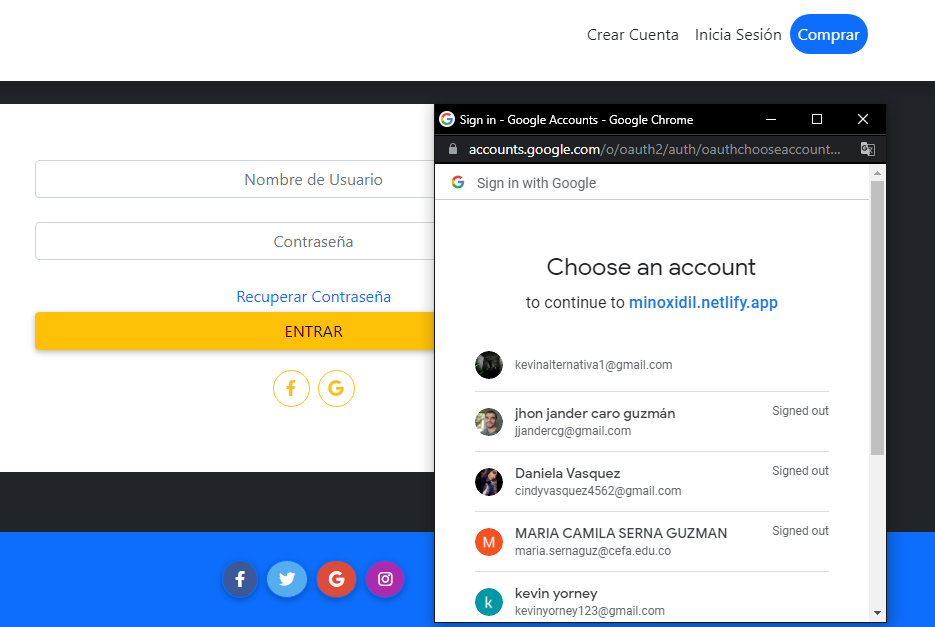 Crear Cuenta Inicia Sesión Comprar
Nombre de Usuario
Contraseña
Recuperar Contraseña
ENTRAR
Sign in - Google Accounts - Google Chrome
accounts.google.com/o/oauth2/auth/oauthchooseaccount...
Sign in with Google
Choose an account
to continue to minoxidil.netlify.app
kevinalternativa1@gmail.com
jhon jander caro guzmán Signed out
jjandercg@gmail.com
Daniela Vasquez Signed out
cindyvasquez4562@gmail.com
M MARIA CAMILA SERNA GUZMAN Signed out
maria.sernaguz@cefa.edu.co
k kevin yorney
kevinyorney123@gmail.com